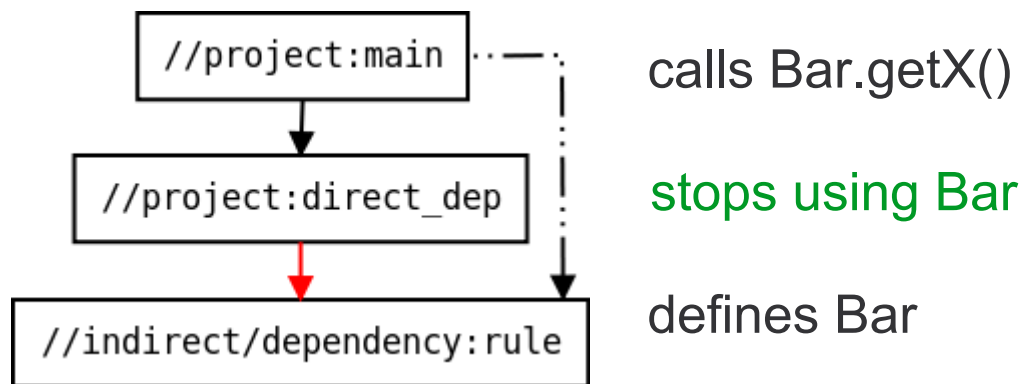 //project:main
calls Bar.getX()
//project:direct_dep
stops using Bar
//indirect/dependency:rule
defines Bar